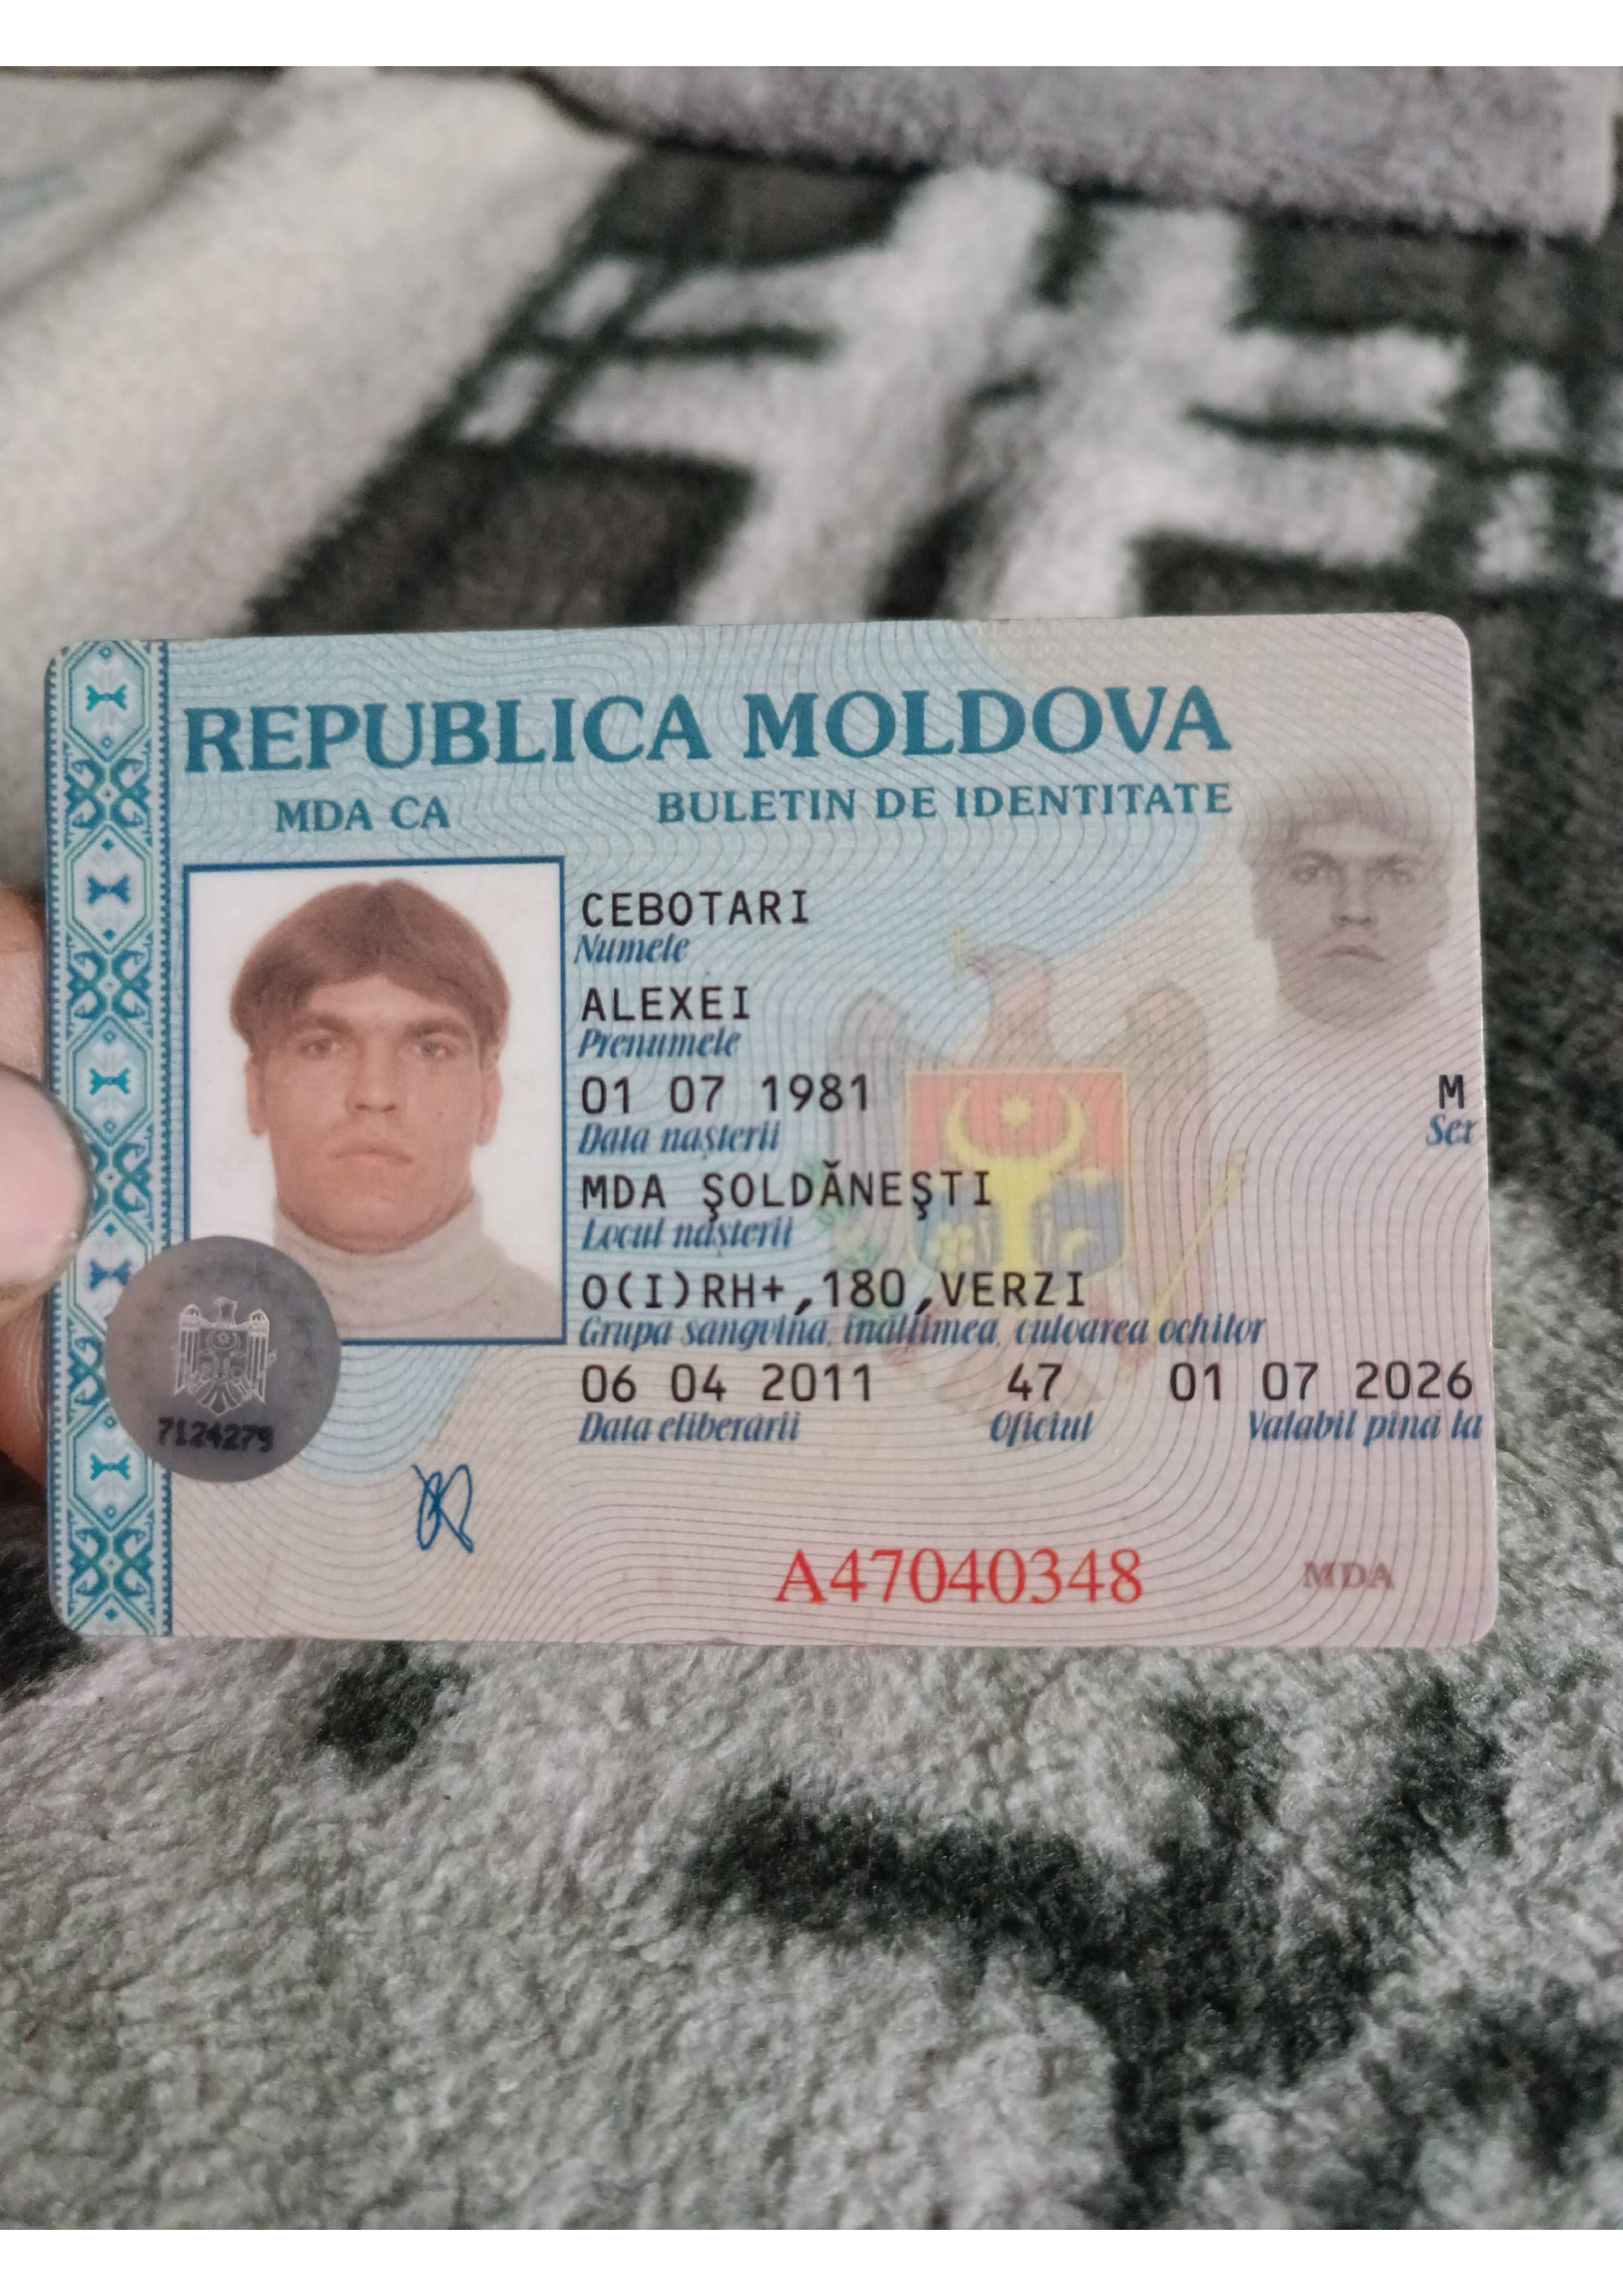 REPUBLICA MOLDOVA
MDA CA BULETIN DE IDENTITATE
CEBOTARI
Numele
ALEXEI
Prenumele
01 07 1981 M
Data nașterii Sex
MDA ŞOLDĂNEŞTI
Locul nașterii
O(I)RH+,180,VERZI
Grupa sangvină, înălțimea, culoarea ochilor
06 04 2011 47 01 07 2026
Data eliberării Oficiul Valabil pînă la
7124279
A47040348 MDA